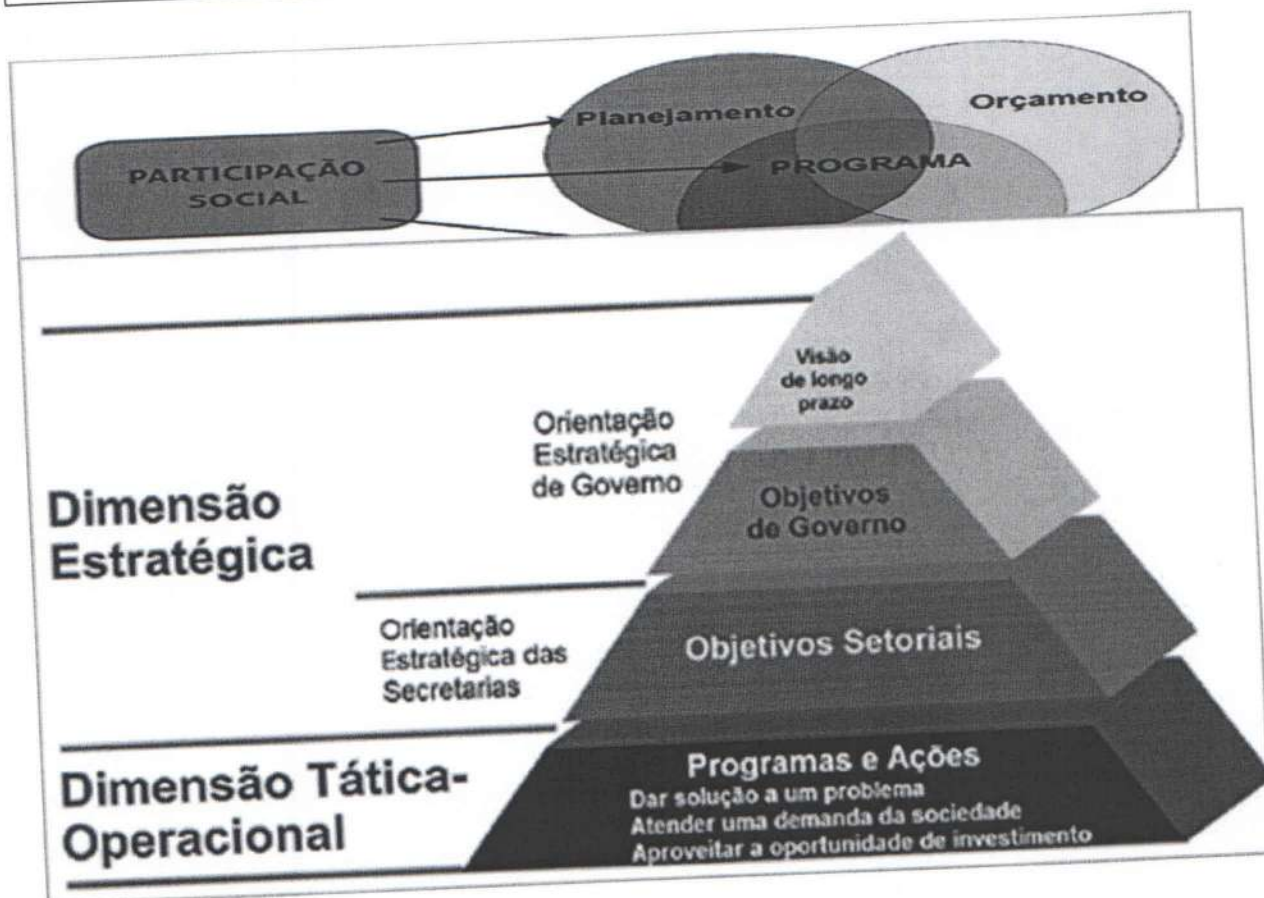 Planejamento
Orçamento
PARTICIPAÇÃO
SOCIAL
PROGRAMA
Visão
de longo
prazo
Orientação
Estratégica
de Governo
Objetivos
de Governo
Dimensão
Estratégica
Orientação
Estratégica das
Secretarias
Objetivos Setoriais
Dimensão Tática-
Operacional
Programas e Ações
Dar solução a um problema
Atender uma demanda da sociedade
Aproveitar a oportunidade de investimento